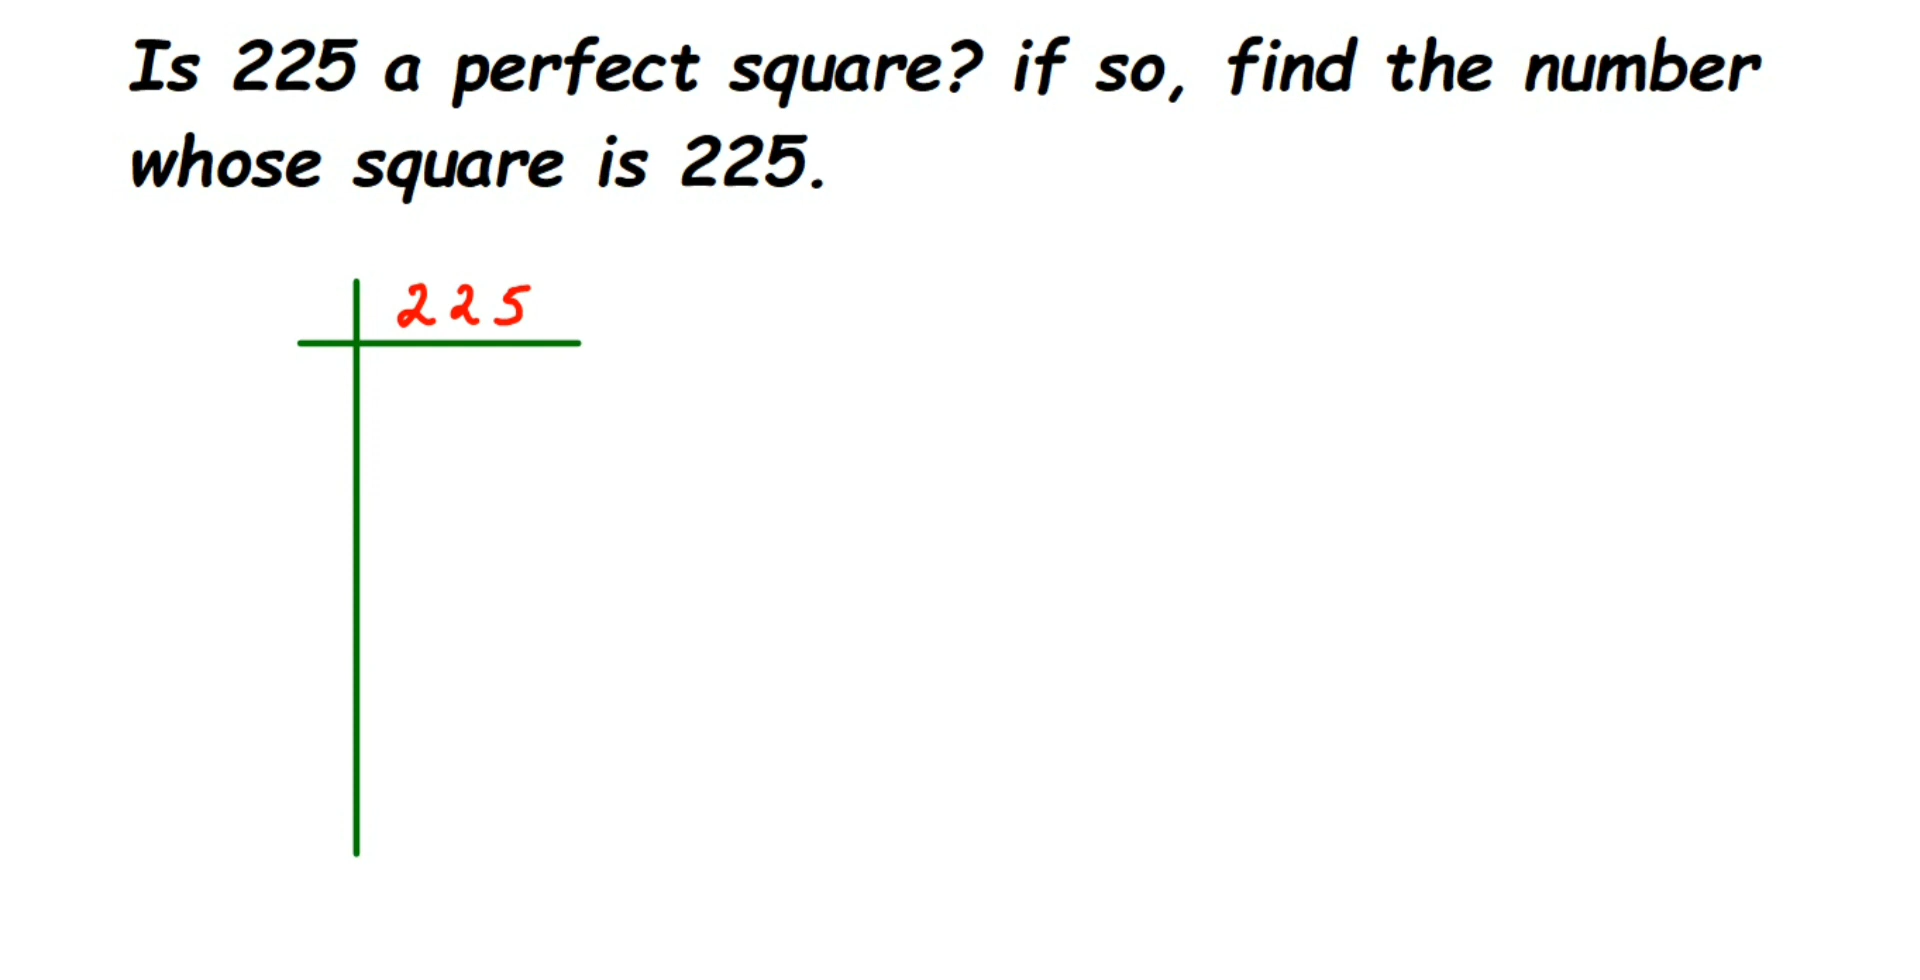 Is 225 a perfect square? if so, find the number
whose square is 225.
225